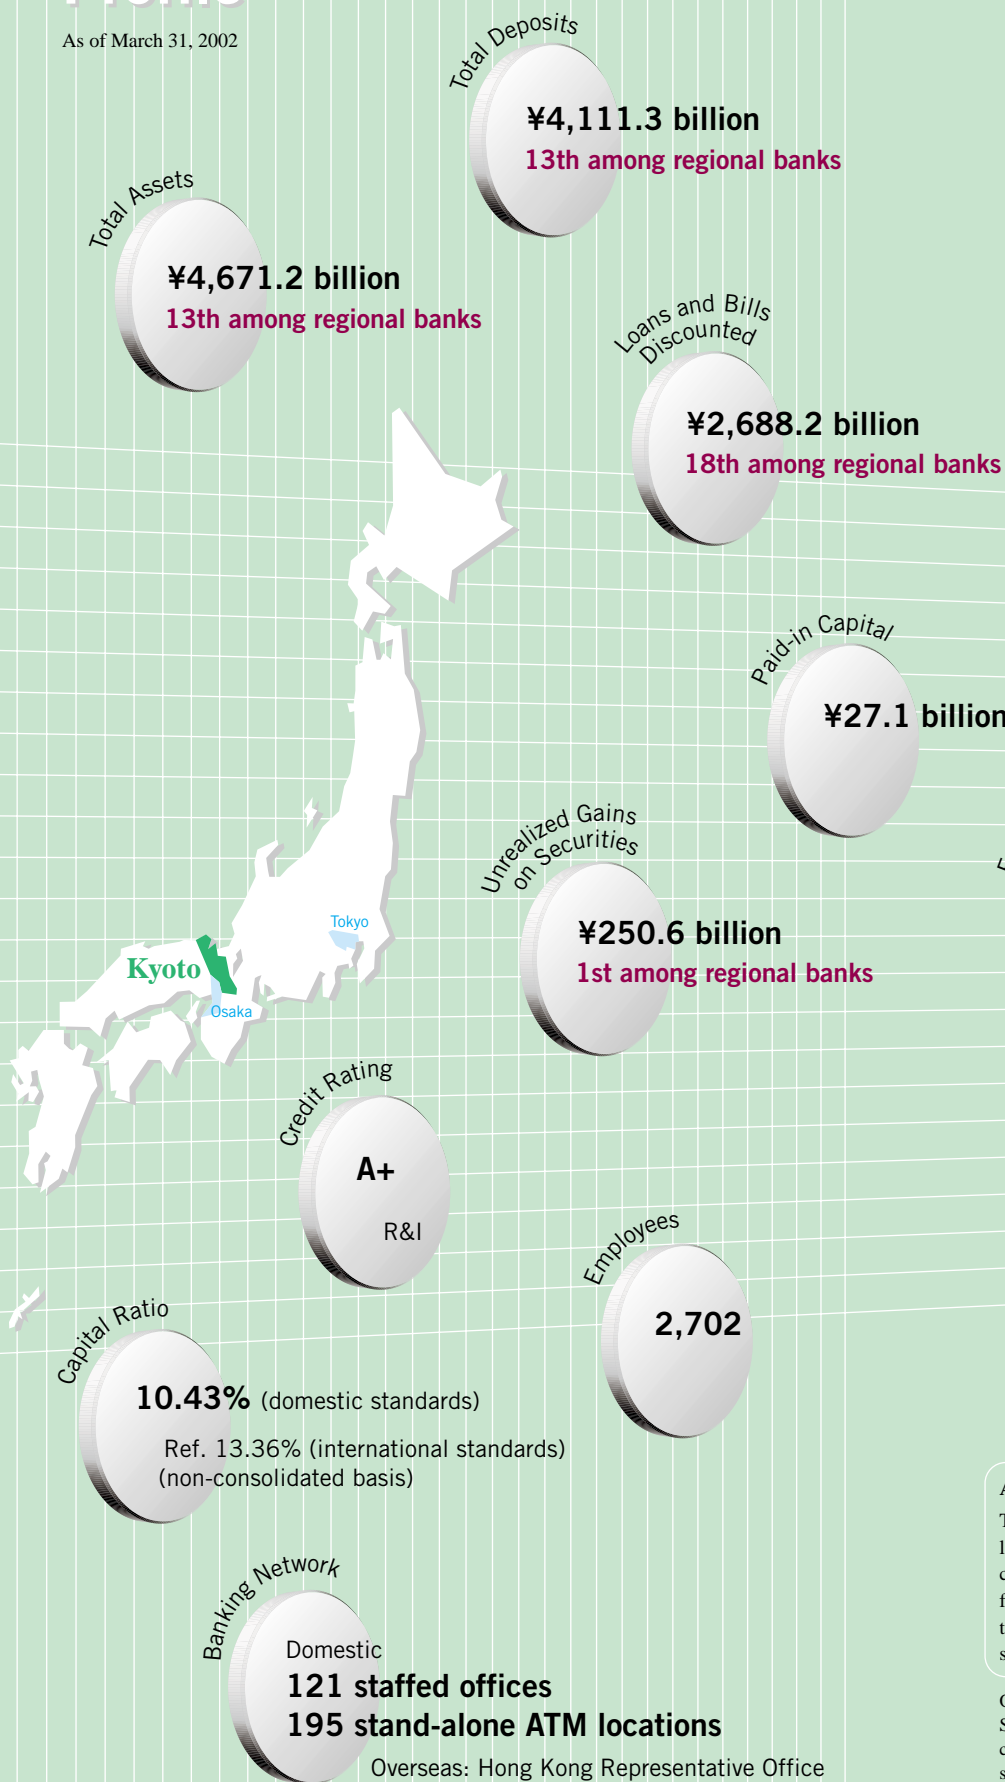 Profile
As of March 31, 2002
Total Deposits
¥4,111.3 billion
13th among regional banks
Total Assets
¥4,671.2 billion
13th among regional banks
Loans and Bills
Discounted
¥2,688.2 billion
18th among regional banks
Paid-in Capital
¥27.1 billion
Unrealized Gains
on Securities
¥250.6 billion
1st among regional banks
Tokyo
Kyoto
Osaka
Credit Rating
A+
R&I
Employees
2,702
Capital Ratio
10.43% (domestic standards)
Ref. 13.36% (international standards)
(non-consolidated basis)
Banking Network
Domestic
121 staffed offices
195 stand-alone ATM locations
Overseas: Hong Kong Representative Office